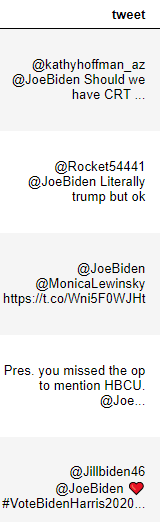 tweet
@kathyhoffman_az
@JoeBiden Should we
have CRT ...
@Rocket54441
@JoeBiden Literally
trump but ok
@JoeBiden
@MonicaLewinsky
https://t.co/Wni5F0WJHt
Pres. you missed the op
to mention HBCU.
@Joe...
@Jillbiden46
@JoeBiden ❤️
#VoteBidenHarris2020...